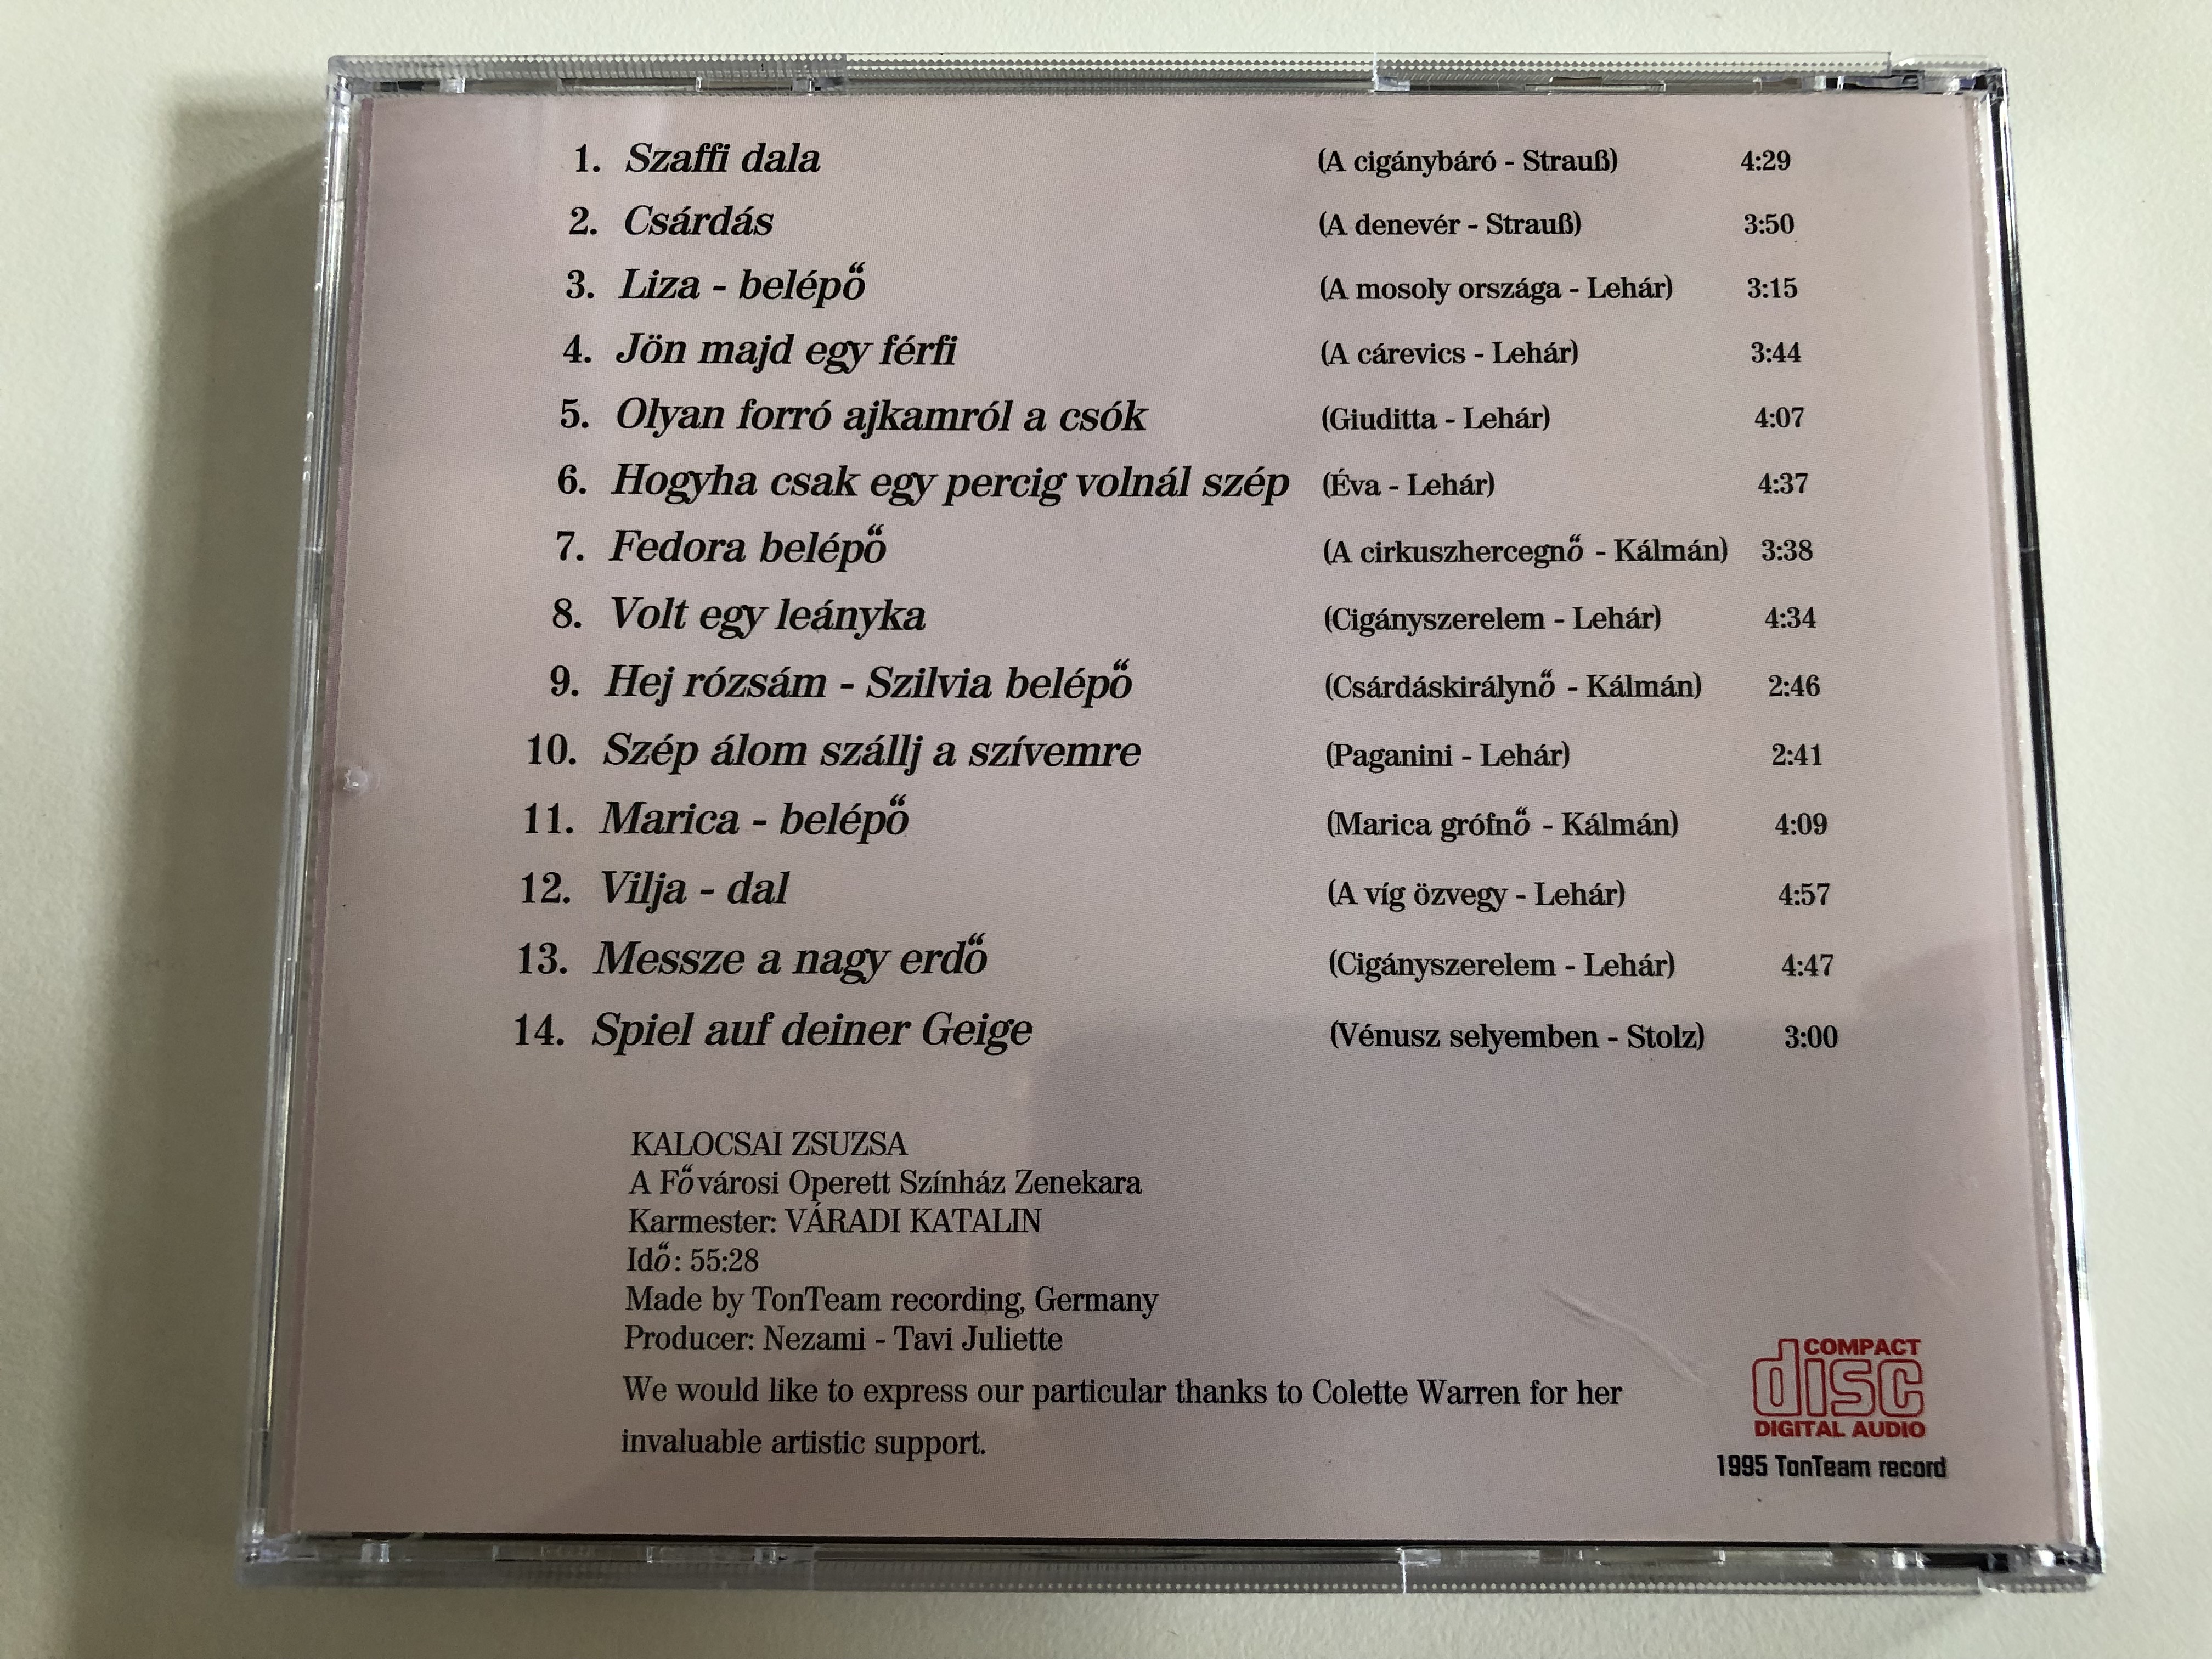 1. Szaffi dala (A cigánybáró - Strauß) 4:29
2. Csárdás (A denevér - Strauß) 3:50
3. Liza - belépő (A mosoly országa - Lehár) 3:15
4. Jön majd egy férfi (A cárevics - Lehár) 3:44
5. Olyan forró ajkamról a csók (Giuditta - Lehár) 4:07
6. Hogyha csak egy percig volnál szép (Éva - Lehár) 4:37
7. Fedora belépő (A cirkuszhercegnő - Kálmán) 3:38
8. Volt egy leányka (Cigányszerelem - Lehár) 4:34
9. Hej rózsám - Szilvia belépő (Csárdáskirálynő - Kálmán) 2:46
10. Szép álom szállj a szívemre (Paganini - Lehár) 2:41
11. Marica - belépő (Marica grófnő - Kálmán) 4:09
12. Vilja - dal (A víg özvegy - Lehár) 4:57
13. Messze a nagy erdő (Cigányszerelem - Lehár) 4:47
14. Spiel auf deiner Geige (Vénusz selyemben - Stolz) 3:00
KALOCSAI ZSUZSA
A Fővárosi Operett Színház Zenekara
Karmester: VÁRADI KATALIN
Idő: 55:28
Made by TonTeam recording, Germany
Producer: Nezami - Tavi Juliette
We would like to express our particular thanks to Colette Warren for her
invaluable artistic support.
COMPACT
disc
DIGITAL AUDIO
1995 TonTeam record